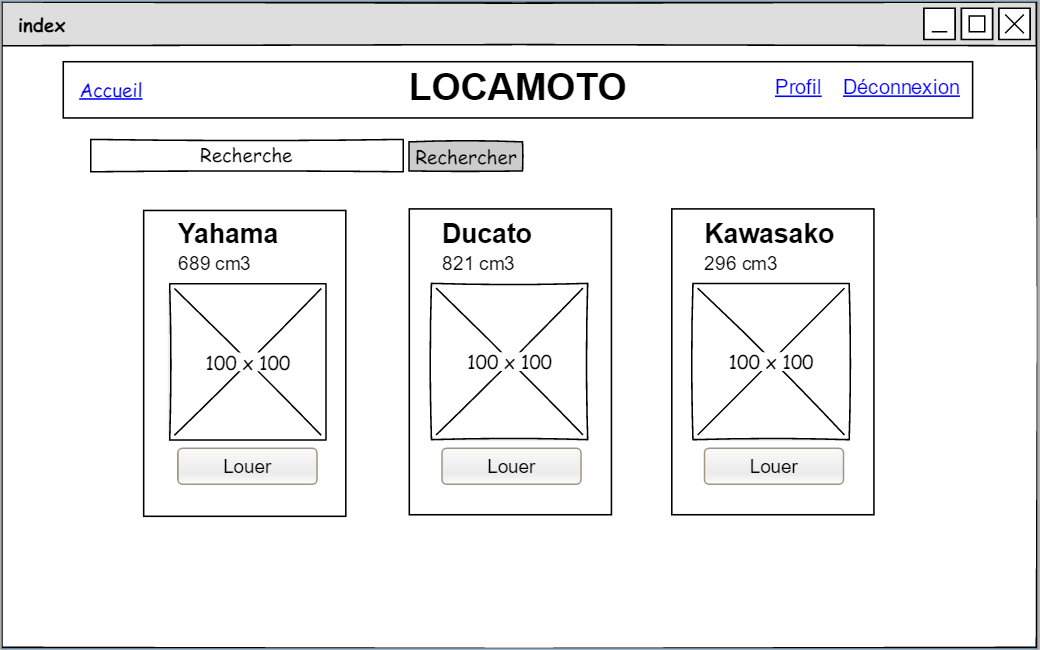 index
Accueil LOCAMOTO Profil Déconnexion
Recherche Rechercher
Yahama
689 cm3
100 x 100
Louer
Ducato
821 cm3
100 x 100
Louer
Kawasako
296 cm3
100 x 100
Louer